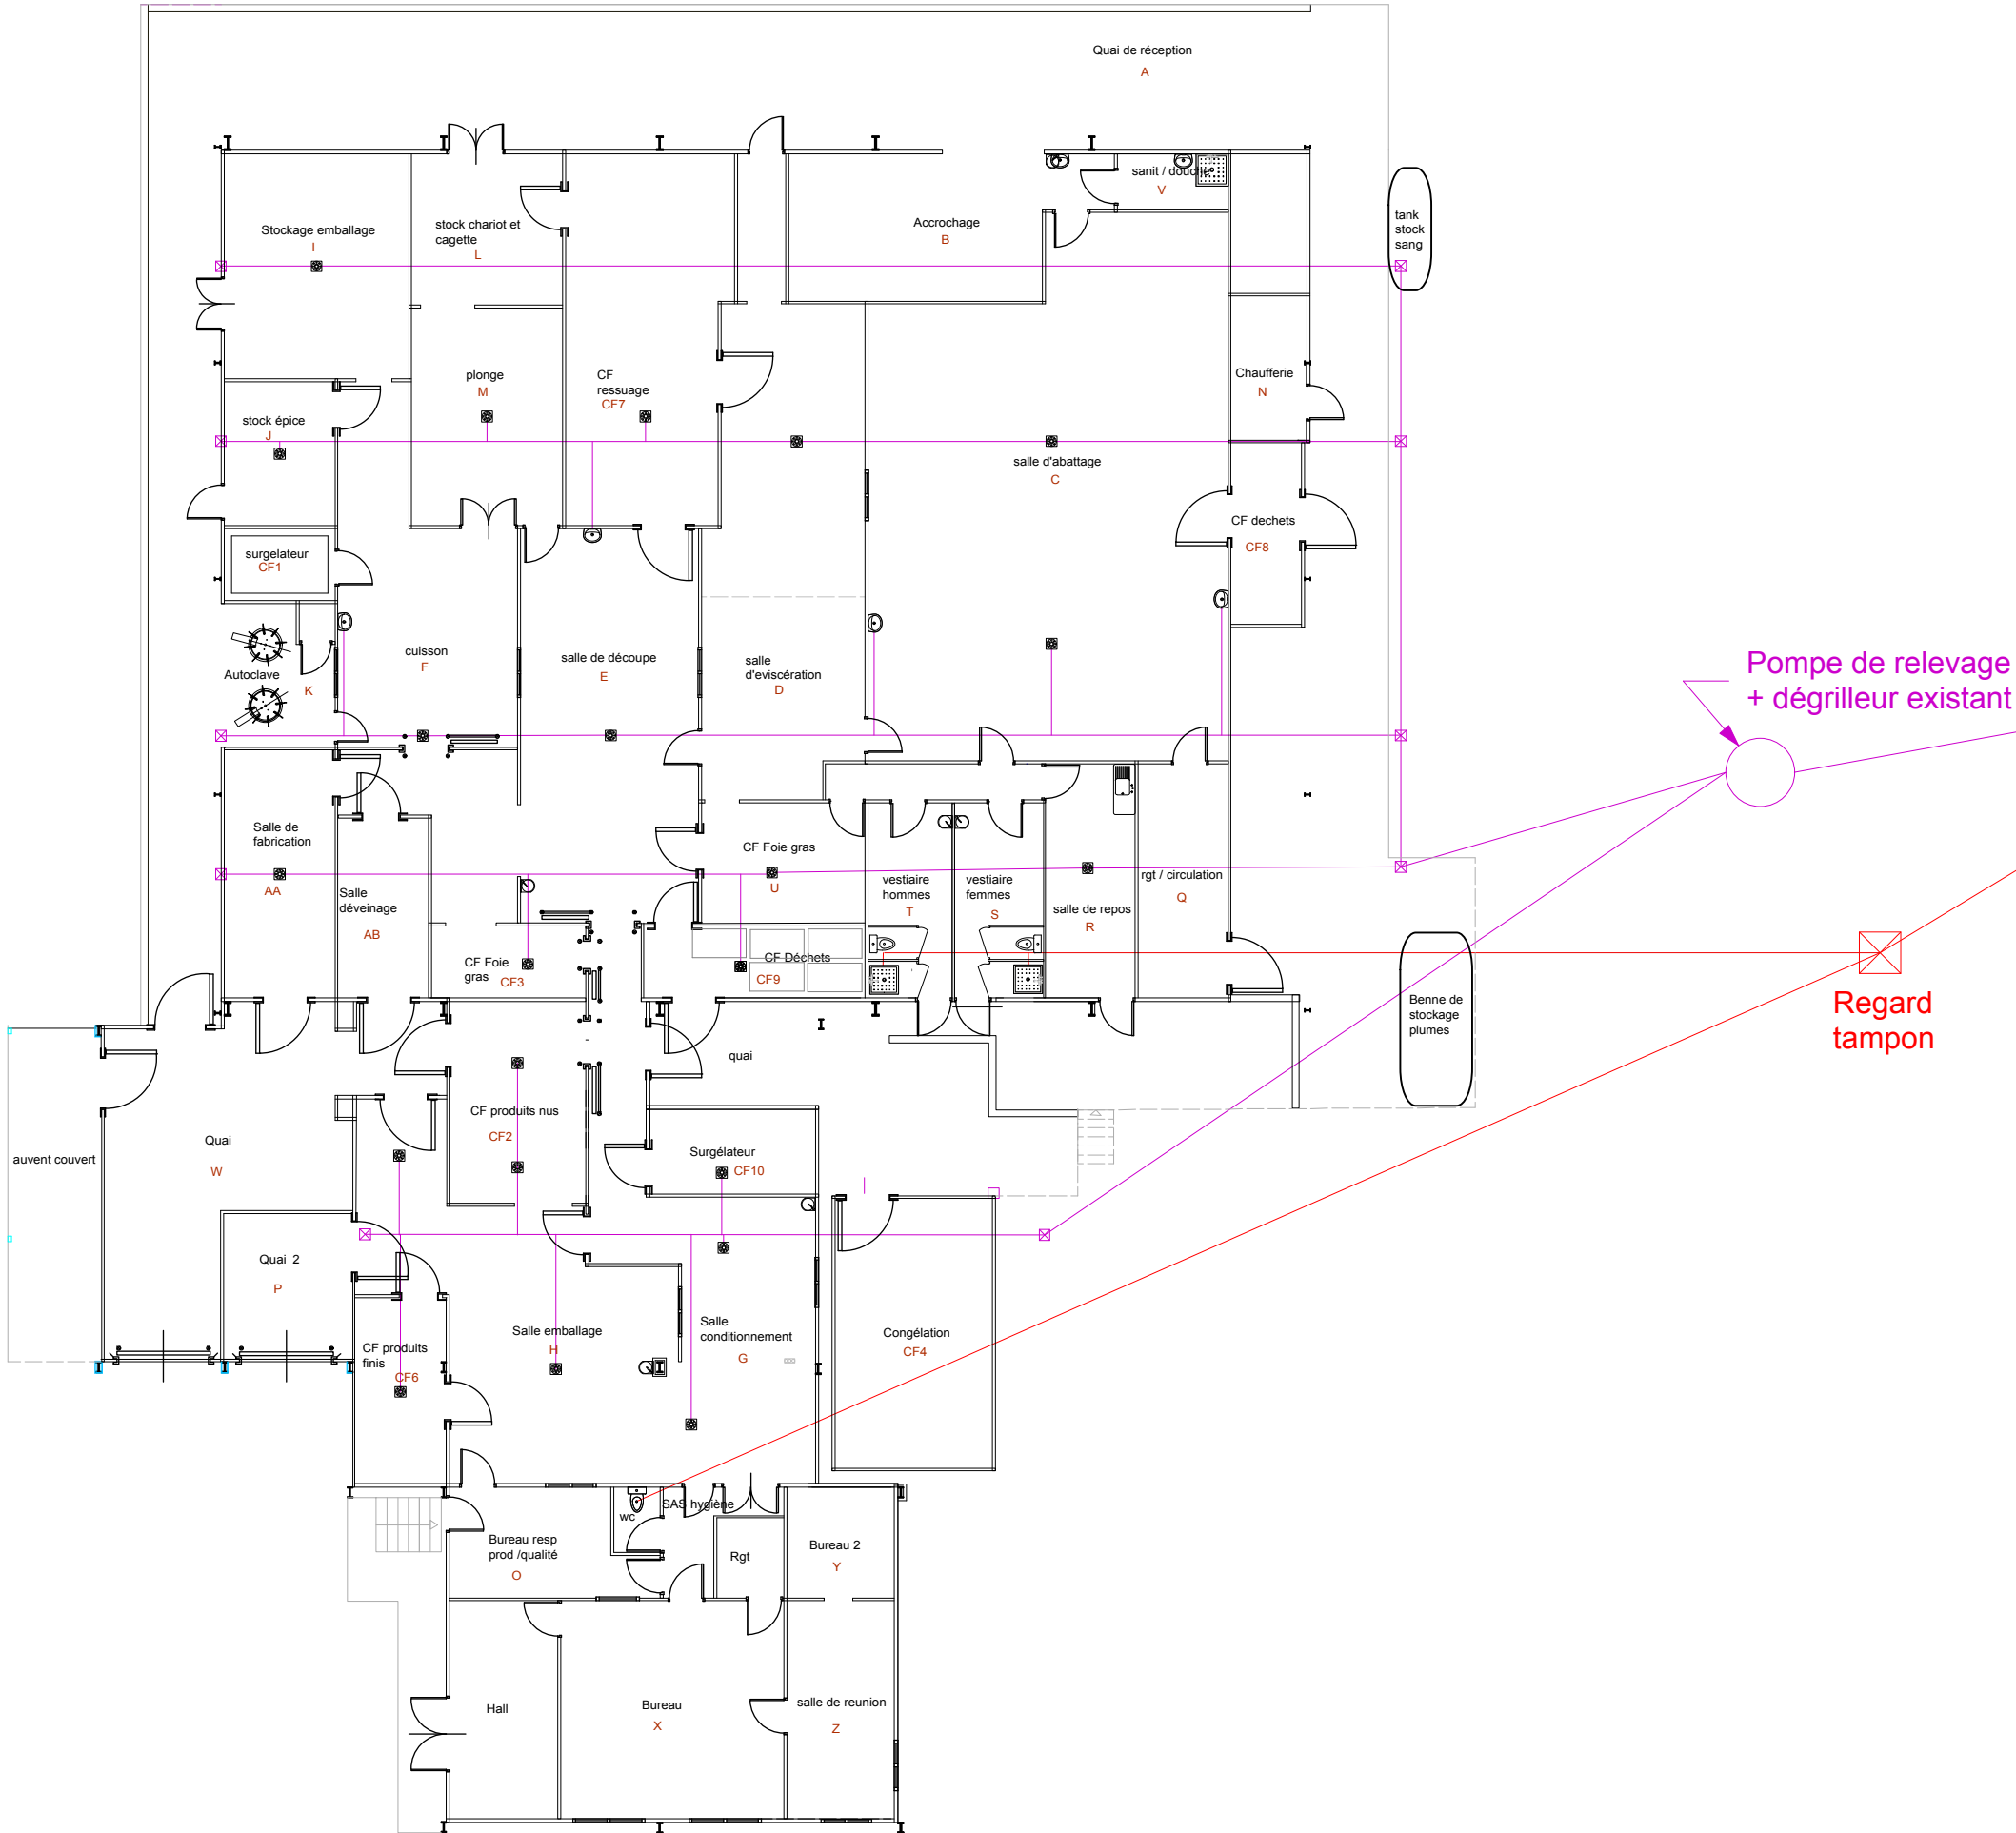 Quai de réception
A
sanit / douche
V
tank
stock
sang
Stockage emballage
I
stock chariot et
cagette
L
Accrochage
B
plonge
M
CF
ressuage
CF7
Chaufferie
N
stock épice
J
salle d'abattage
C
CF dechets
CF8
surgelateur
CF1
cuisson
F
salle de découpe
E
salle
d'eviscération
D
Autoclave
K
Pompe de relevage
+ dégrilleur existant
Salle de
fabrication
AA
Salle
déveinage
AB
CF Foie gras
U
vestiaire
hommes
T
vestiaire
femmes
S
salle de repos
R
rgt / circulation
Q
CF Foie
gras
CF3
CF Déchets
CF9
Benne de
stockage
plumes
Regard
tampon
quai
CF produits nus
CF2
Quai
W
auvent couvert
Surgélateur
CF10
Quai 2
P
Salle emballage
H
Salle
conditionnement
G
Congélation
CF4
CF produits
finis
CF6
SAS hygiène
wc
Bureau resp
prod /qualité
O
Rgt
Bureau 2
Y
Hall
Bureau
X
salle de reunion
Z